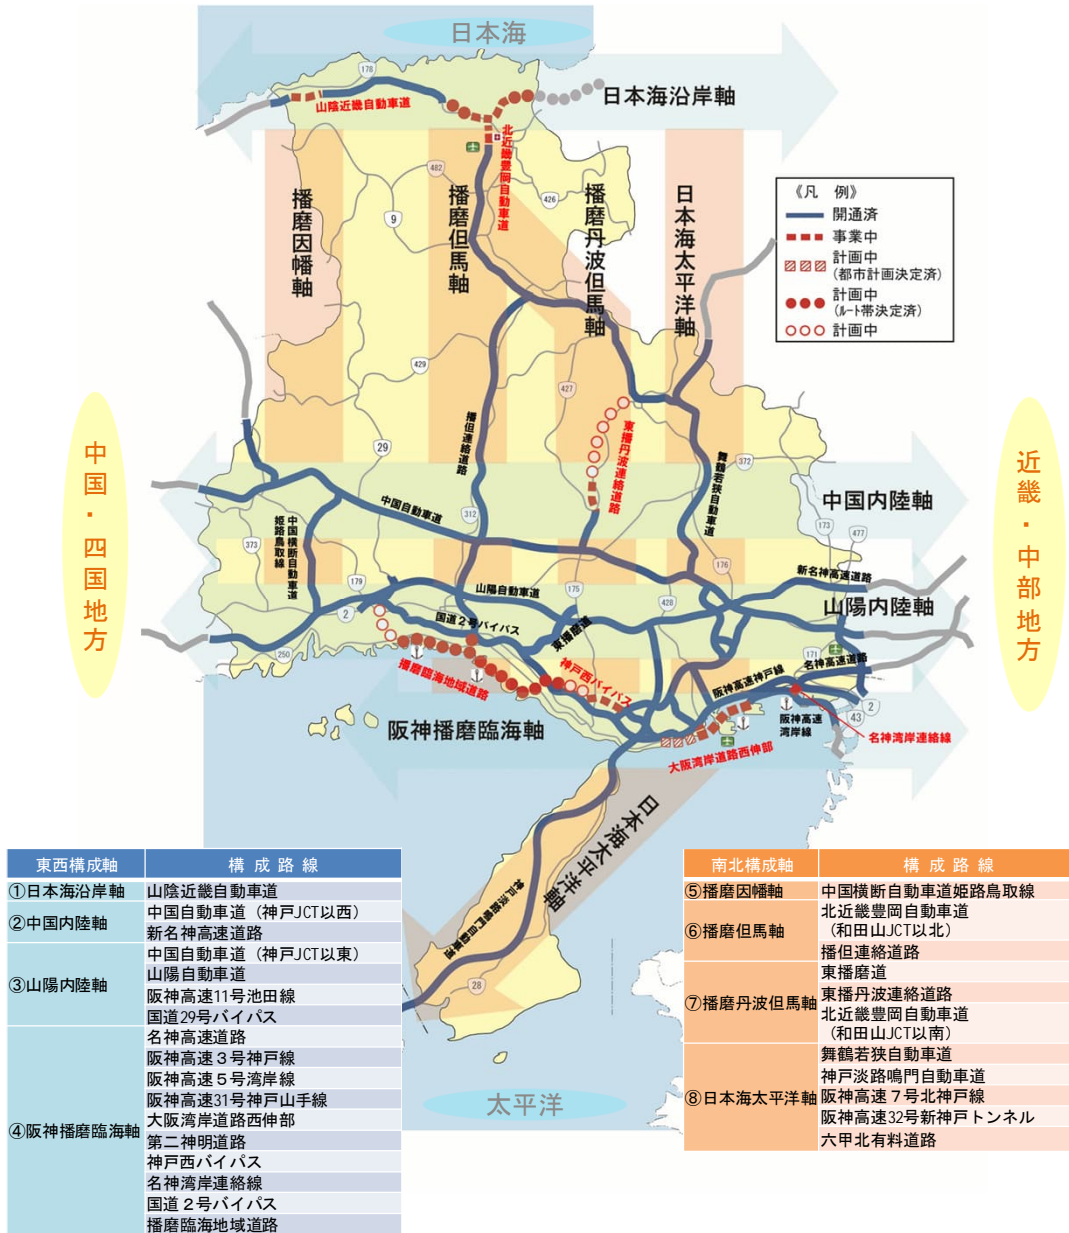 日本海
178
山陰近畿自動車道
日本海沿岸軸
北近畿豊岡自動車道
482
426
9
播磨因幡軸
播磨但馬軸
播磨丹波但馬軸
日本海太平洋軸
《凡 例》
開通済
事業中
計画中
(都市計画決定済)
計画中
(ルート帯決定済)
計画中
429
427
29
播但連絡道路
東播丹波連絡道路
舞鶴若狭自動車道
372
中国・四国地方
近畿・中部地方
中国内陸軸
中国自動車道
312
173
477
373
中国横断自動車道
姫路鳥取線
179
2
山陽自動車道
175
176
428
新名神高速道路
山陽内陸軸
国道2号バイパス
東播磨道
250
播磨臨海地域道路
神戸西バイパス
171
名神高速道路
阪神高速神戸線
阪神高速
湾岸線
2
43
名神湾岸連絡線
阪神播磨臨海軸
大阪湾岸道路西伸部
日本海太平洋軸
神戸淡路鳴門自動車道
28
太平洋
東西構成軸 構成路線
①日本海沿岸軸 山陰近畿自動車道
②中国内陸軸 中国自動車道（神戸JCT以西）
新名神高速道路
③山陽内陸軸 中国自動車道（神戸JCT以東）
山陽自動車道
阪神高速11号池田線
国道29号バイパス
④阪神播磨臨海軸 名神高速道路
阪神高速３号神戸線
阪神高速５号湾岸線
阪神高速31号神戸山手線
大阪湾岸道路西伸部
第二神明道路
神戸西バイパス
名神湾岸連絡線
国道２号バイパス
播磨臨海地域道路
南北構成軸 構成路線
⑤播磨因幡軸 中国横断自動車道姫路鳥取線
⑥播磨但馬軸 北近畿豊岡自動車道
（和田山JCT以北）
播但連絡道路
⑦播磨丹波但馬軸 東播磨道
東播丹波連絡道路
北近畿豊岡自動車道
（和田山JCT以南）
⑧日本海太平洋軸 舞鶴若狭自動車道
神戸淡路鳴門自動車道
阪神高速７号北神戸線
阪神高速32号新神戸トンネル
六甲北有料道路